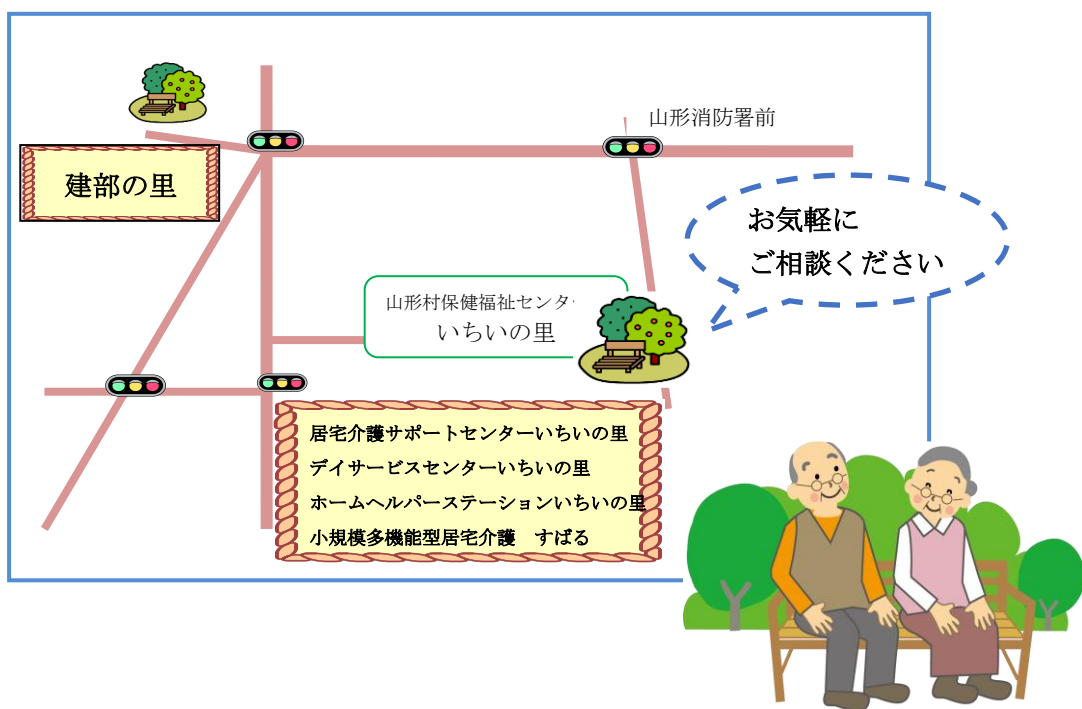 山形消防署前
建部の里
お気軽に
ご相談ください
山形村保健福祉センター
いちいの里
居宅介護サポートセンターいちいの里
デイサービスセンターいちいの里
ホームヘルパーステーションいちいの里
小規模多機能型居宅介護　すばる